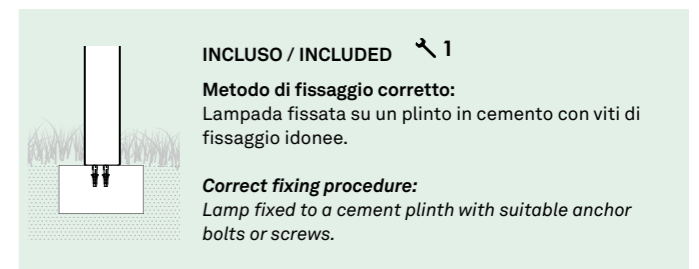 INCLUSO / INCLUDED 1
Metodo di fissaggio corretto:
Lampada fissata su un plinto in cemento con viti di
fissaggio idonee.
Correct fixing procedure:
Lamp fixed to a cement plinth with suitable anchor
bolts or screws.